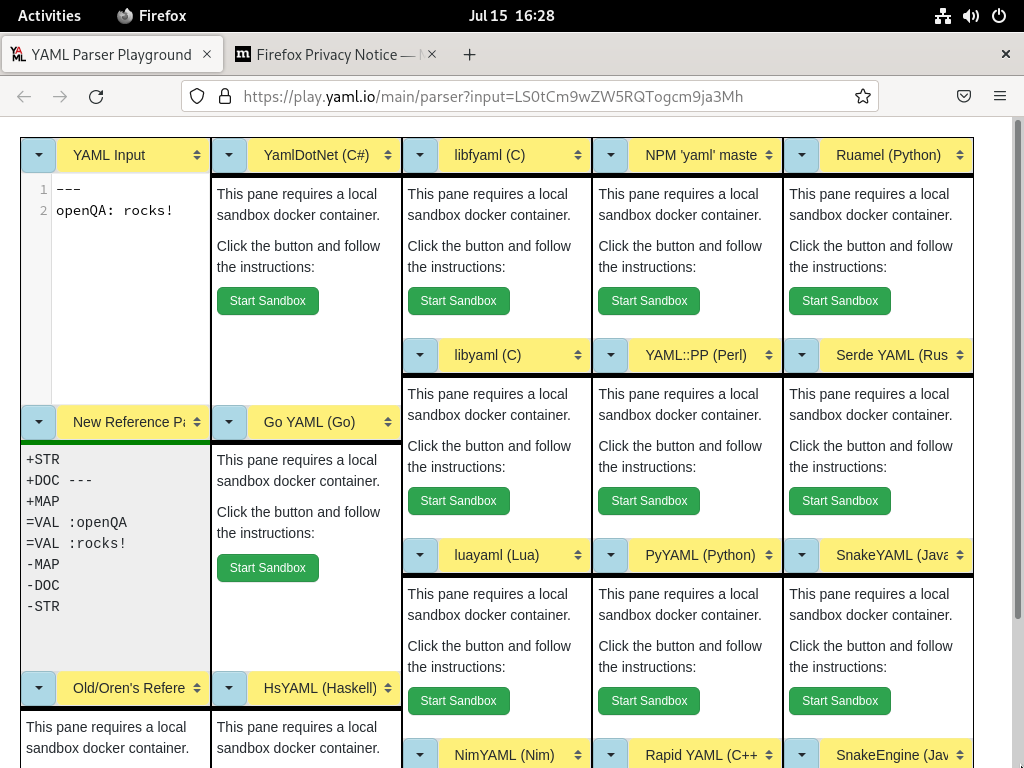 Activities
Firefox
Jul 15 16:28
YAML Parser Playground
Firefox Privacy Notice —
https://play.yaml.io/main/parser?input=LS0tCm9wZW5RQTogcm9ja3Mh
YAML Input
1 ---
2 openQA: rocks!
New Reference Pa
+STR
+DOC ---
+MAP
=VAL :openQA
=VAL :rocks!
-MAP
-DOC
-STR
Old/Oren's Refere
This pane requires a local
sandbox docker container.
YamlDotNet (C#)
This pane requires a local
sandbox docker container.
Click the button and follow
the instructions:
Start Sandbox
Go YAML (Go)
This pane requires a local
sandbox docker container.
Click the button and follow
the instructions:
Start Sandbox
HsYAML (Haskell)
This pane requires a local
sandbox docker container.
libfyaml (C)
This pane requires a local
sandbox docker container.
Click the button and follow
the instructions:
Start Sandbox
libyaml (C)
This pane requires a local
sandbox docker container.
Click the button and follow
the instructions:
Start Sandbox
luayaml (Lua)
This pane requires a local
sandbox docker container.
Click the button and follow
the instructions:
Start Sandbox
NimYAML (Nim)
NPM 'yaml' maste
This pane requires a local
sandbox docker container.
Click the button and follow
the instructions:
Start Sandbox
YAML::PP (Perl)
This pane requires a local
sandbox docker container.
Click the button and follow
the instructions:
Start Sandbox
PyYAML (Python)
This pane requires a local
sandbox docker container.
Click the button and follow
the instructions:
Start Sandbox
Rapid YAML (C++
Ruamel (Python)
This pane requires a local
sandbox docker container.
Click the button and follow
the instructions:
Start Sandbox
Serde YAML (Rus
This pane requires a local
sandbox docker container.
Click the button and follow
the instructions:
Start Sandbox
SnakeYAML (Java
This pane requires a local
sandbox docker container.
Click the button and follow
the instructions:
Start Sandbox
SnakeEngine (Jav